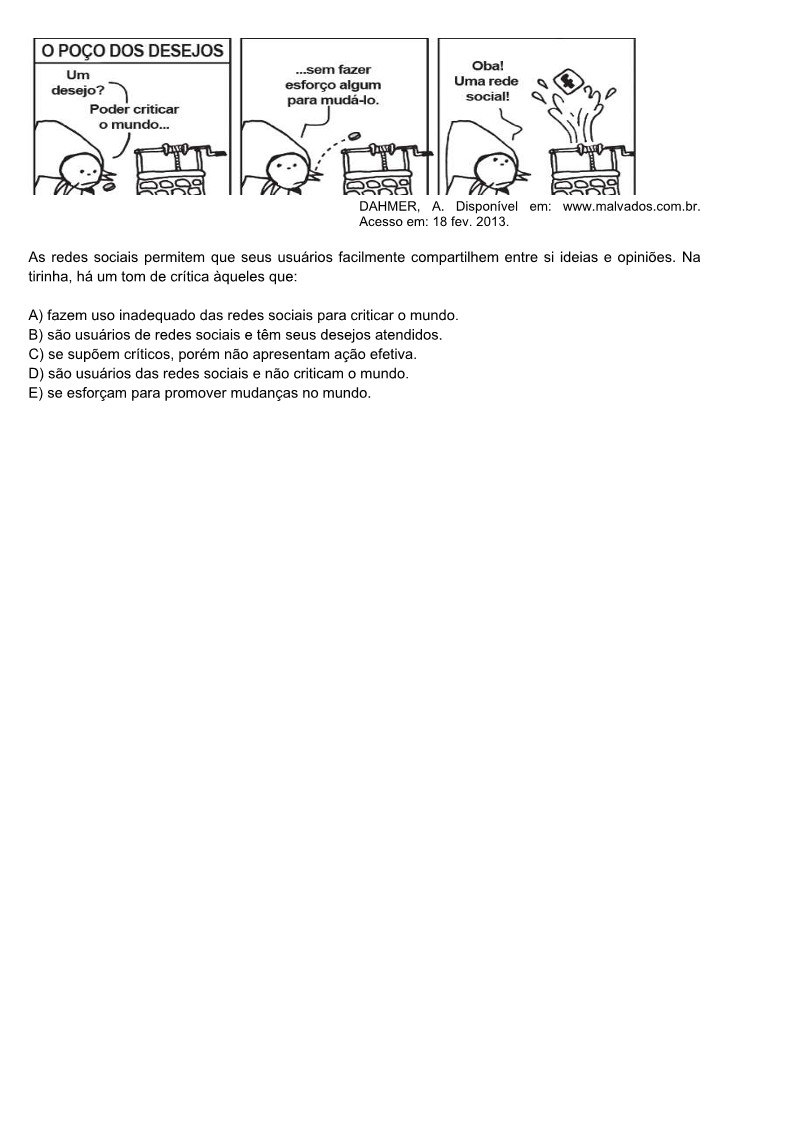 O POÇO DOS DESEJOS
Um
desejo?
Poder criticar
o mundo...
...sem fazer
esforço algum
para mudá-lo.
Oba!
Uma rede
social!
DAHMER, A. Disponível em: www.malvados.com.br.
Acesso em: 18 fev. 2013.
As redes sociais permitem que seus usuários facilmente compartilhem entre si ideias e opiniões. Na
tirinha, há um tom de crítica àqueles que:
A) fazem uso inadequado das redes sociais para criticar o mundo.
B) são usuários de redes sociais e têm seus desejos atendidos.
C) se supõem críticos, porém não apresentam ação efetiva.
D) são usuários das redes sociais e não criticam o mundo.
E) se esforçam para promover mudanças no mundo.